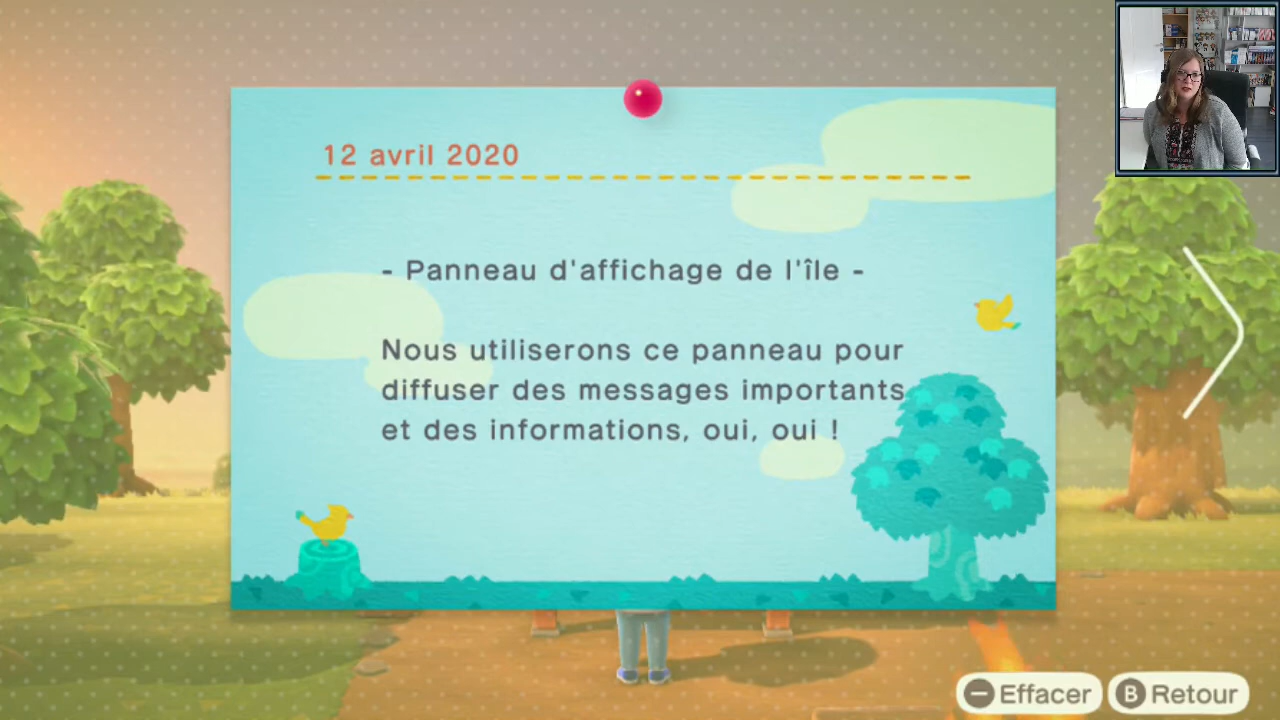 12 avril 2020
- Panneau d'affichage de l'île -
Nous utiliserons ce panneau pour
diffuser des messages importants
et des informations, oui, oui !
Effacer
B Retour